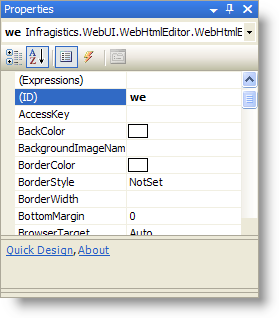 Properties
we Infragistics.WebUI.WebHtmlEditor.WebHtmlE
A Z
(Expressions)
(ID) we
AccessKey
BackColor
BackgroundImageNam
BorderColor
BorderStyle NotSet
BorderWidth
BottomMargin 0
BrowserTarget Auto
Quick Design, About